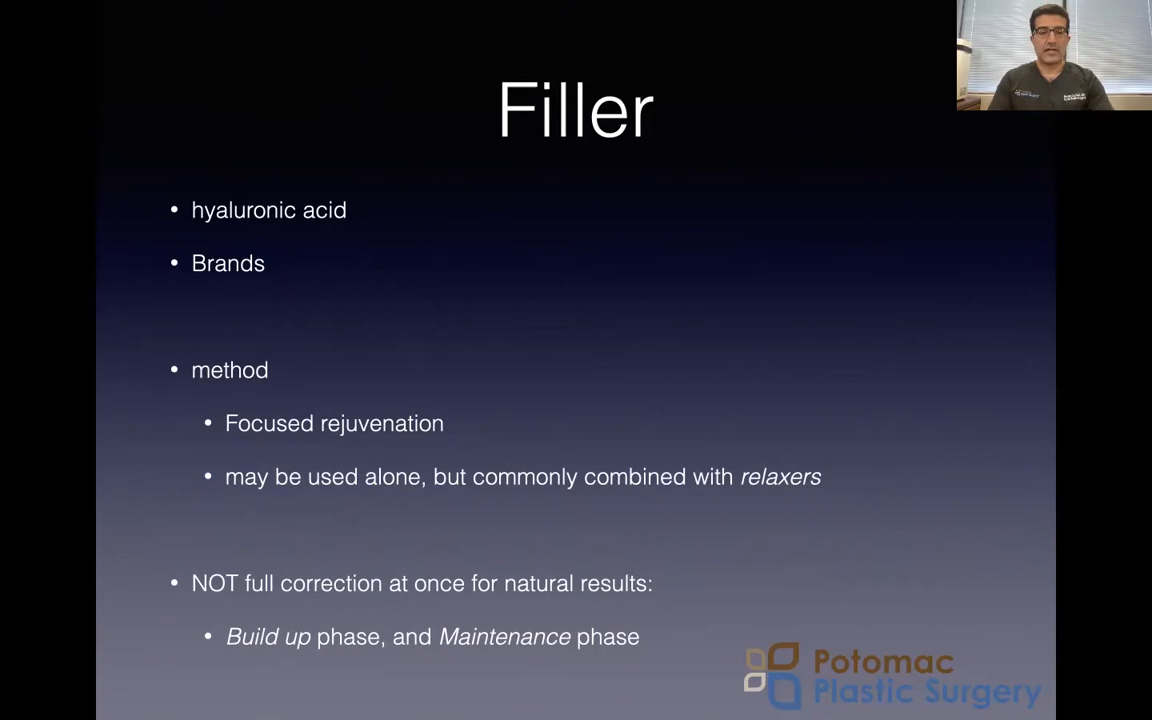 Filler
• hyaluronic acid
• Brands
• method
• Focused rejuvenation
• may be used alone, but commonly combined with relaxers
• NOT full correction at once for natural results:
• Build up phase, and Maintenance phase
Potomac
Plastic Surgery